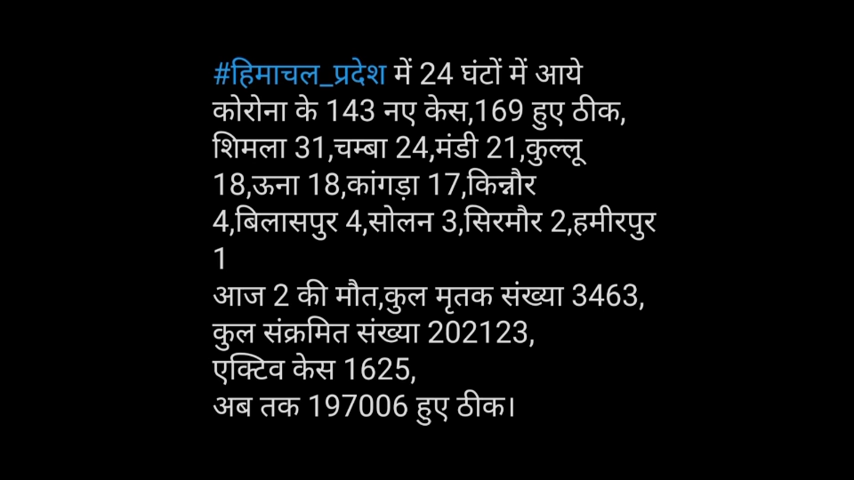 #हिमाचल_प्रदेश में 24 घंटों में आये
कोरोना के 143 नए केस,169 हुए ठीक,
शिमला 31,चम्बा 24,मंडी 21,कुल्लू
18,ऊना 18,कांगड़ा 17,किन्नौर
4,बिलासपुर 4,सोलन 3,सिरमौर 2,हमीरपुर
1
आज 2 की मौत,कुल मृतक संख्या 3463,
कुल संक्रमित संख्या 202123,
एक्टिव केस 1625,
अब तक 197006 हुए ठीक।